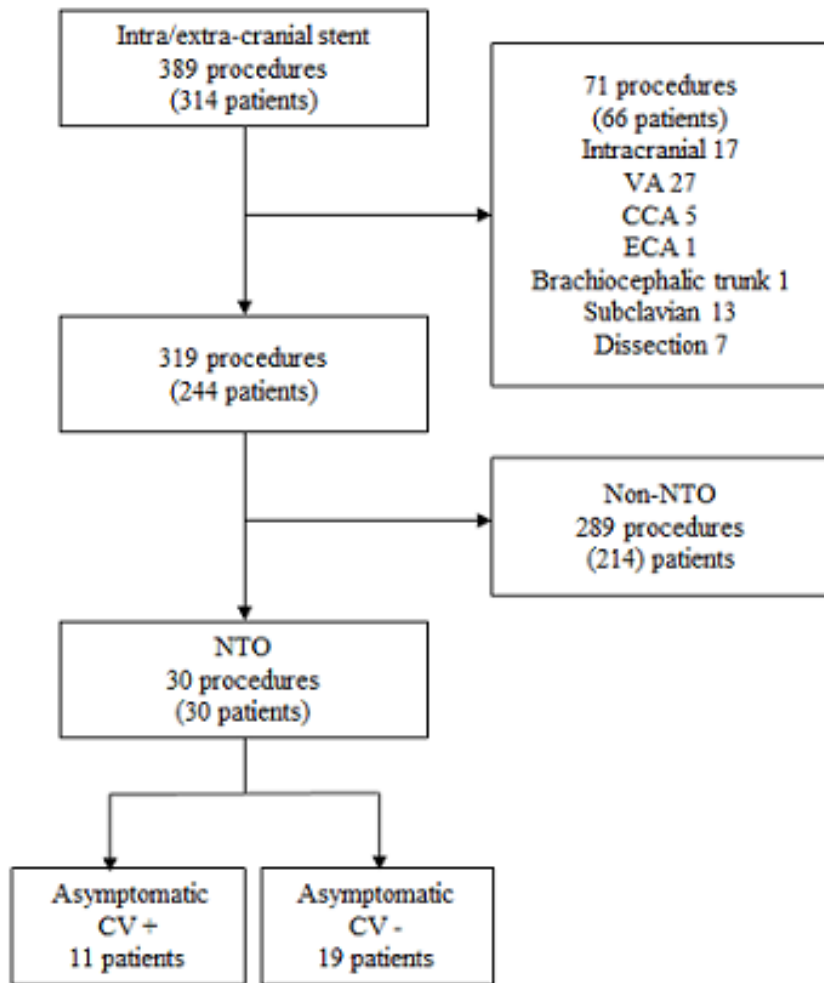 Intra/extra-cranial stent
389 procedures
(314 patients)
71 procedures
(66 patients)
Intracranial 17
VA 27
CCA 5
ECA 1
Brachiocephalic trunk 1
Subclavian 13
Dissection 7
319 procedures
(244 patients)
Non-NTO
289 procedures
(214) patients
NTO
30 procedures
(30 patients)
Asymptomatic
CV +
11 patients
Asymptomatic
CV -
19 patients